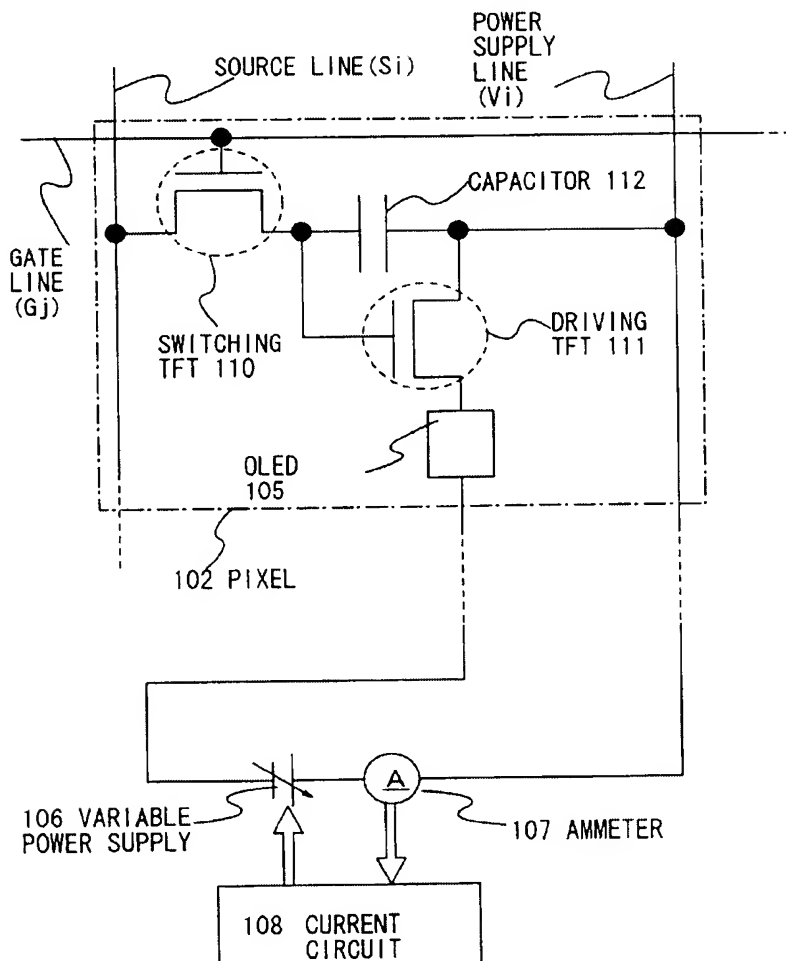 SOURCE LINE(Si)
POWER
SUPPLY
LINE
(Vi)
CAPACITOR 112
GATE
LINE
(Gj)
SWITCHING
TFT 110
DRIVING
TFT 111
OLED
105
102 PIXEL
A
106 VARIABLE
POWER SUPPLY
107 AMMETER
108 CURRENT
CIRCUIT